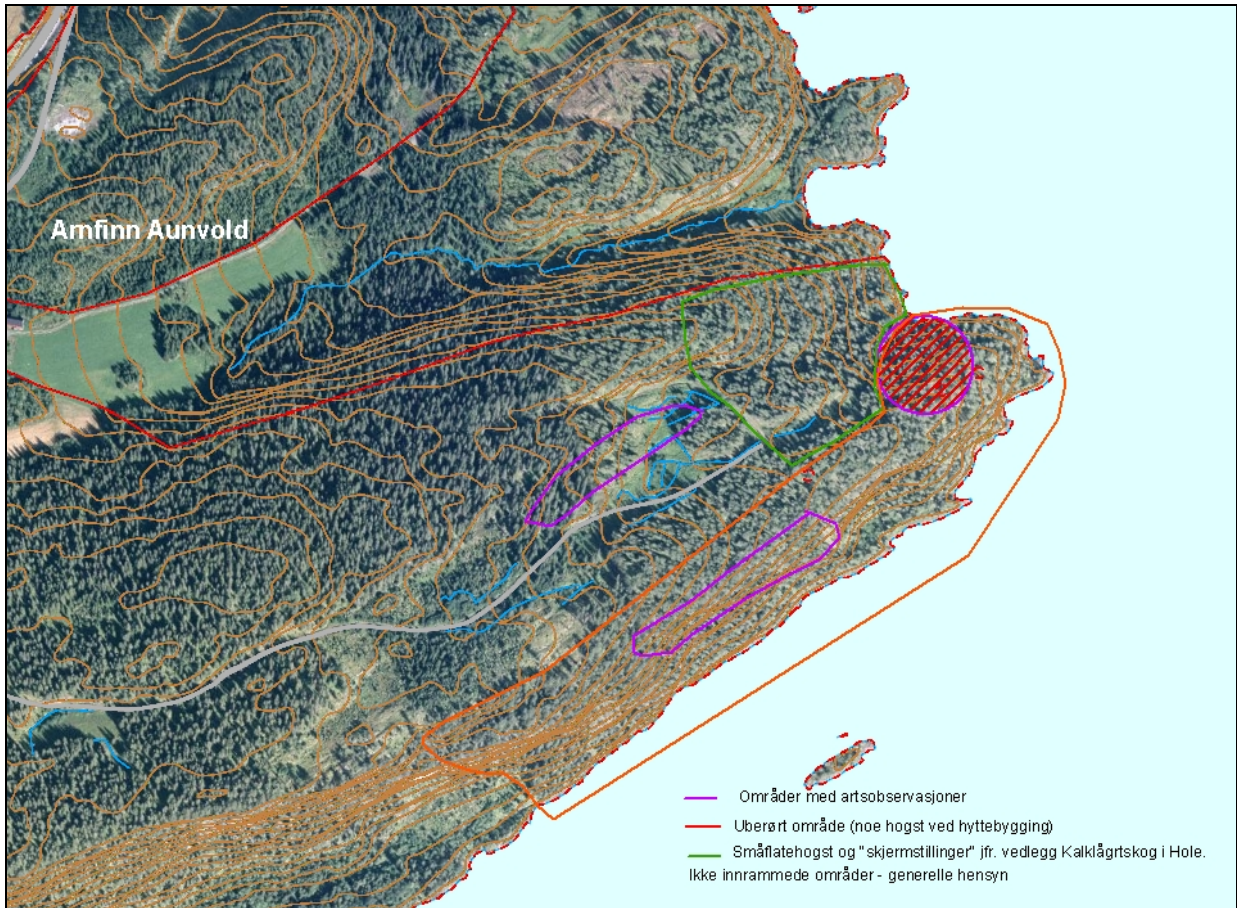 Arnfinn Aunvold
Områder med artsobservasjoner
Uberørt område (noe hogst ved hyttebygging)
Småflatehogst og "skjermstillinger" jfr. vedlegg Kalklågrtskog i Hole.
Ikke innrammede områder - generelle hensyn